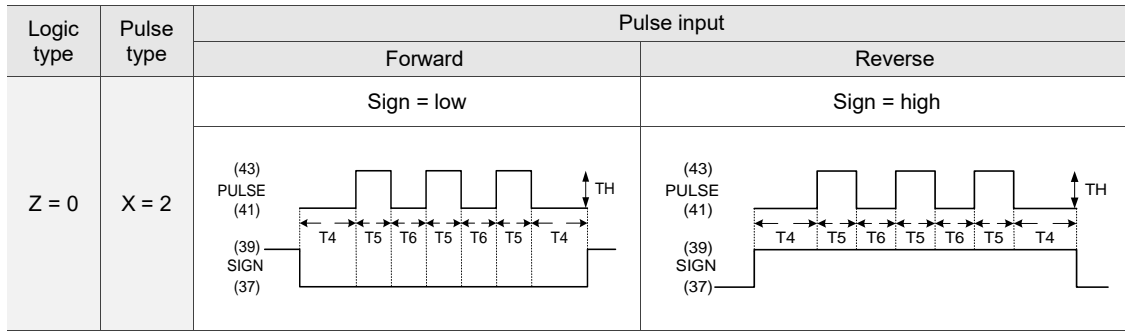 Logic type
Pulse type
Pulse input
Forward
Reverse
Z = 0
X = 2
Sign = low
Sign = high
(43)
PULSE
(41)
TH
T4 T5 T6 T5 T6 T5 T4
(39)
SIGN
(37)
(43)
PULSE
(41)
TH
T4 T5 T6 T5 T6 T5 T4
(39)
SIGN
(37)